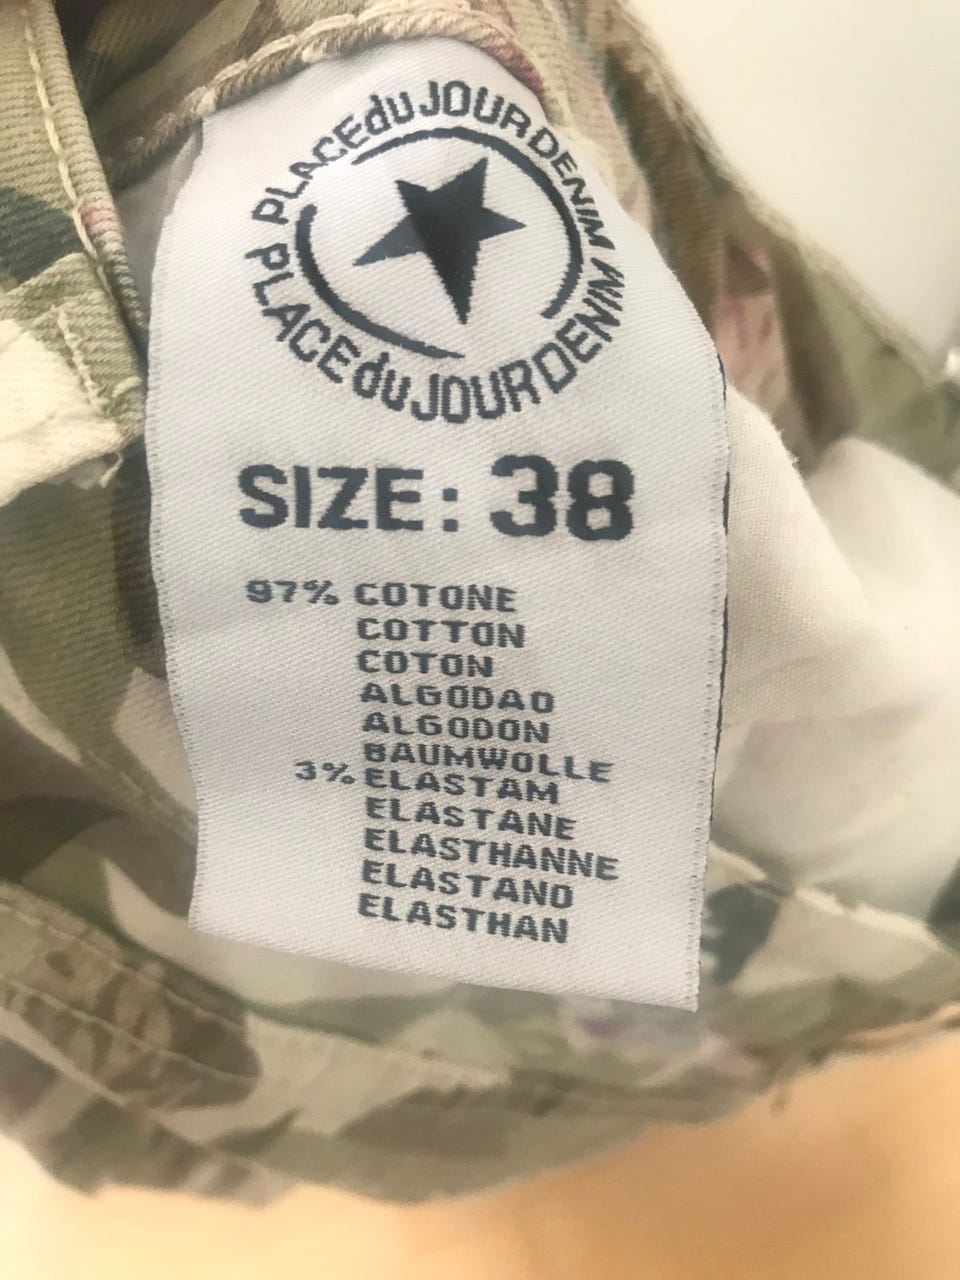 PLACEduJOURDENIM
PLACEduJOURDENIM
SIZE: 38
97% COTONE
COTTON
COTON
ALGODAO
ALGODON
BAUMWOLLE
3% ELASTAM
ELASTANE
ELASTHANNE
ELASTANO
ELASTHAN